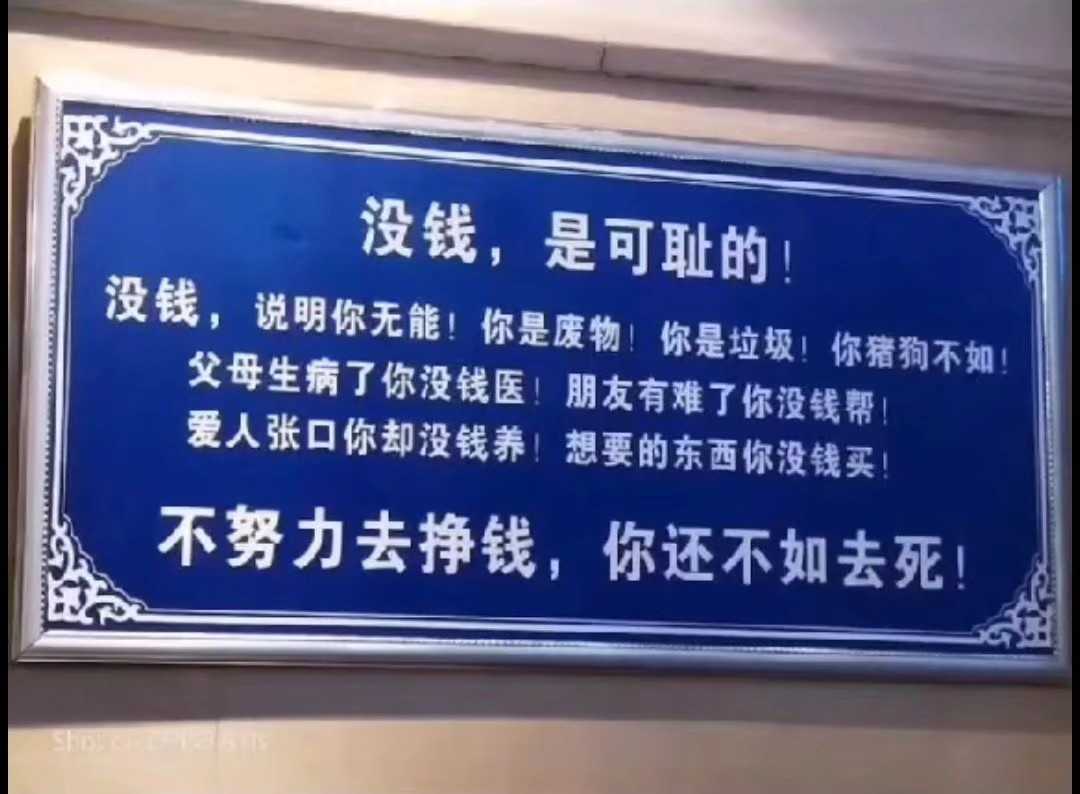 没钱，是可耻的！
没钱，说明你无能！你是废物！你是垃圾！你猪狗不如！
父母生病了你没钱医！朋友有难了你没钱帮！
爱人张口你却没钱养！想要的东西你没钱买！
不努力去挣钱，你还不如去死！